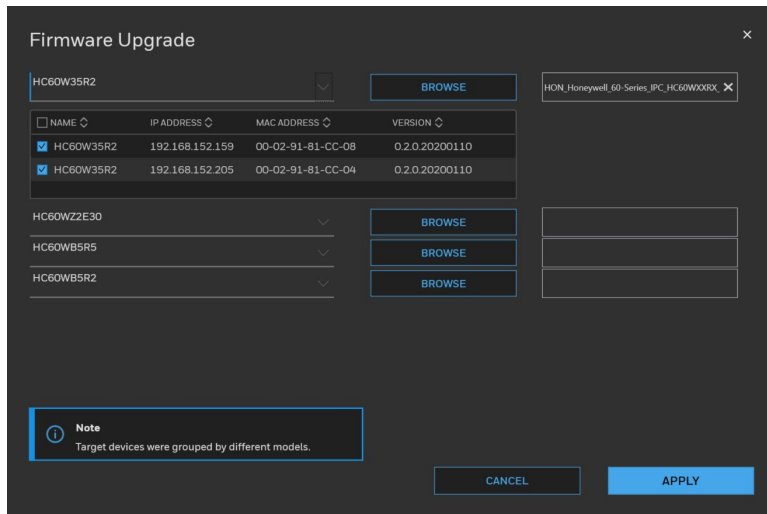 Firmware Upgrade
HC60W35R2 BROWSE HON_Honeywell_60-Series_IPC_HC60WXXRX_
NAME IP ADDRESS MAC ADDRESS VERSION
HC60W35R2 192.168.152.159 00-02-91-81-CC-08 0.2.0.20200110
HC60W35R2 192.168.152.205 00-02-91-81-CC-04 0.2.0.20200110
HC60WZ2E30 BROWSE
HC60WB5R5 BROWSE
HC60WB5R2 BROWSE
Note
Target devices were grouped by different models.
CANCEL APPLY